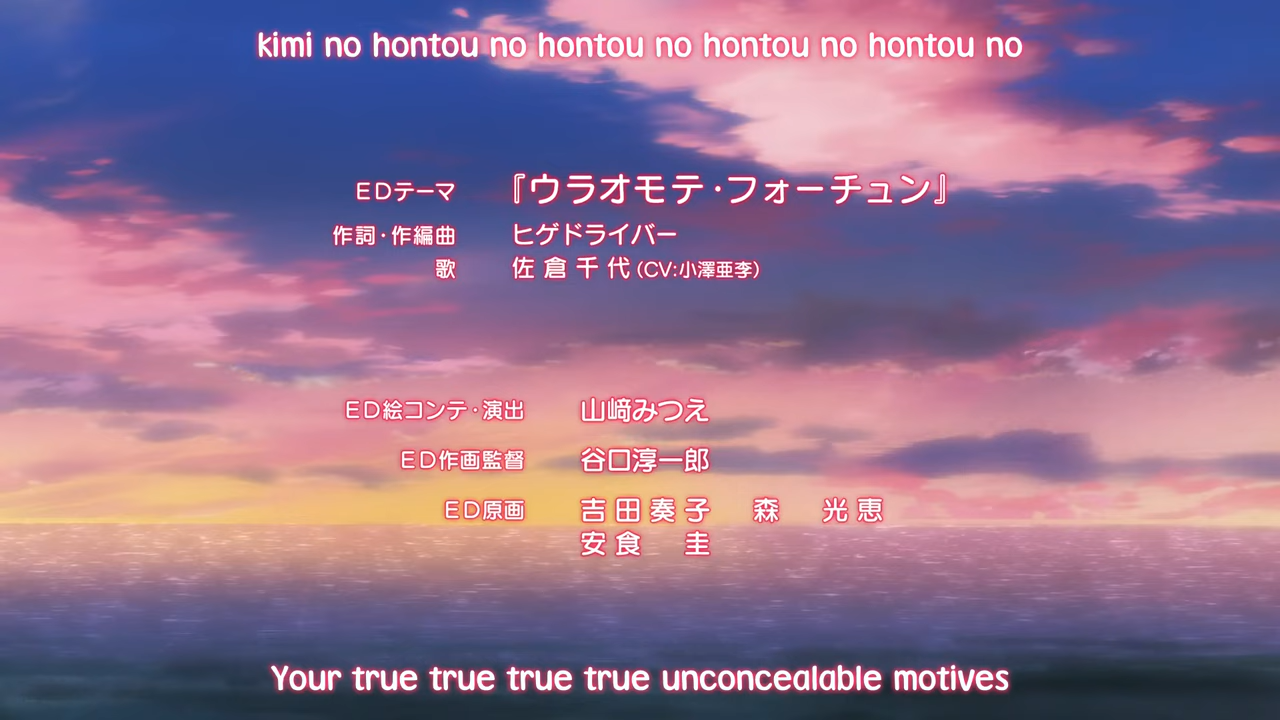 kimi no hontou no hontou no hontou no hontou no
EDテーマ 『ウラオモテ・フォーチュン』
作詞・作編曲 ヒゲドライバー
歌 佐倉千代(CV:小澤亜李)
ED絵コンテ・演出 山﨑みつえ
ED作画監督 谷口淳一郎
ED原画 吉田奏子 森 光恵
安食 圭
Your true true true true unconcealable motives